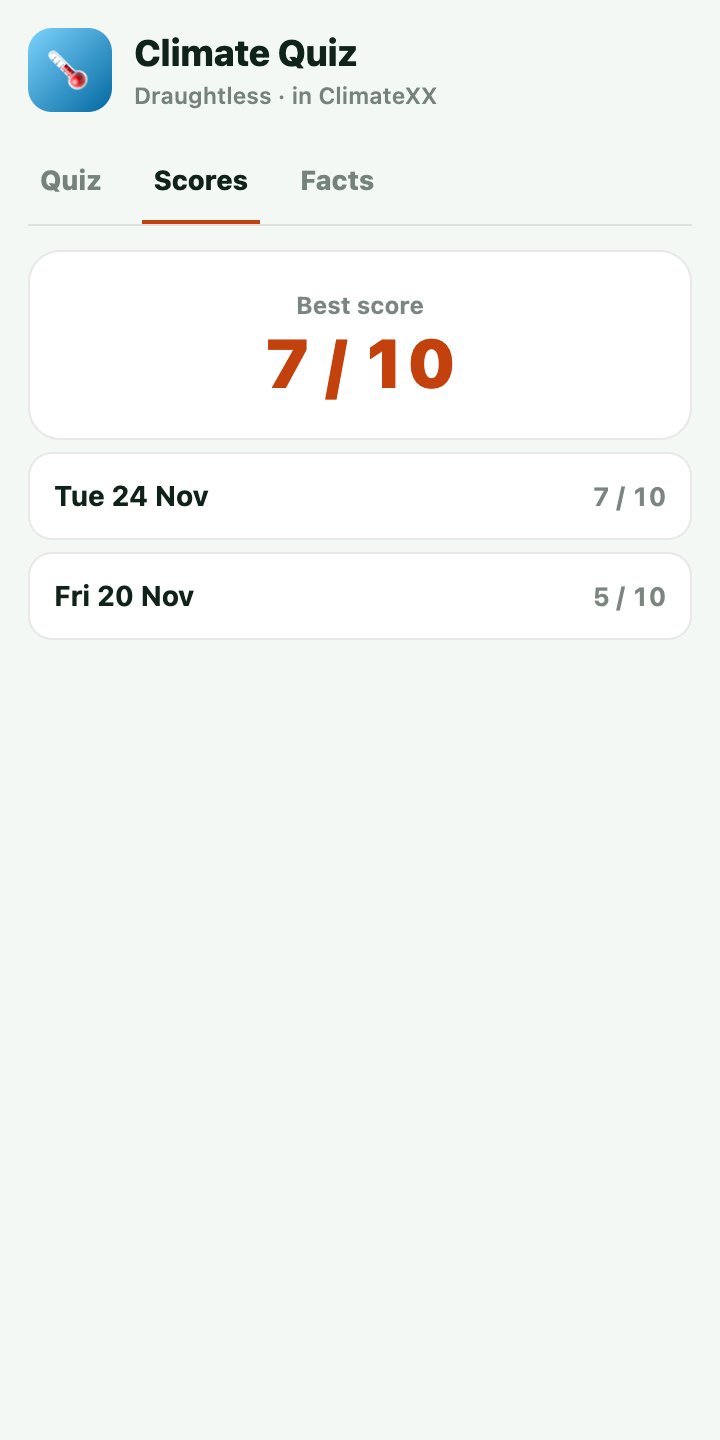 Climate Quiz
Draughtless · in ClimateXX
Quiz Scores Facts
Best score
7 / 10
Tue 24 Nov 7 / 10
Fri 20 Nov 5 / 10